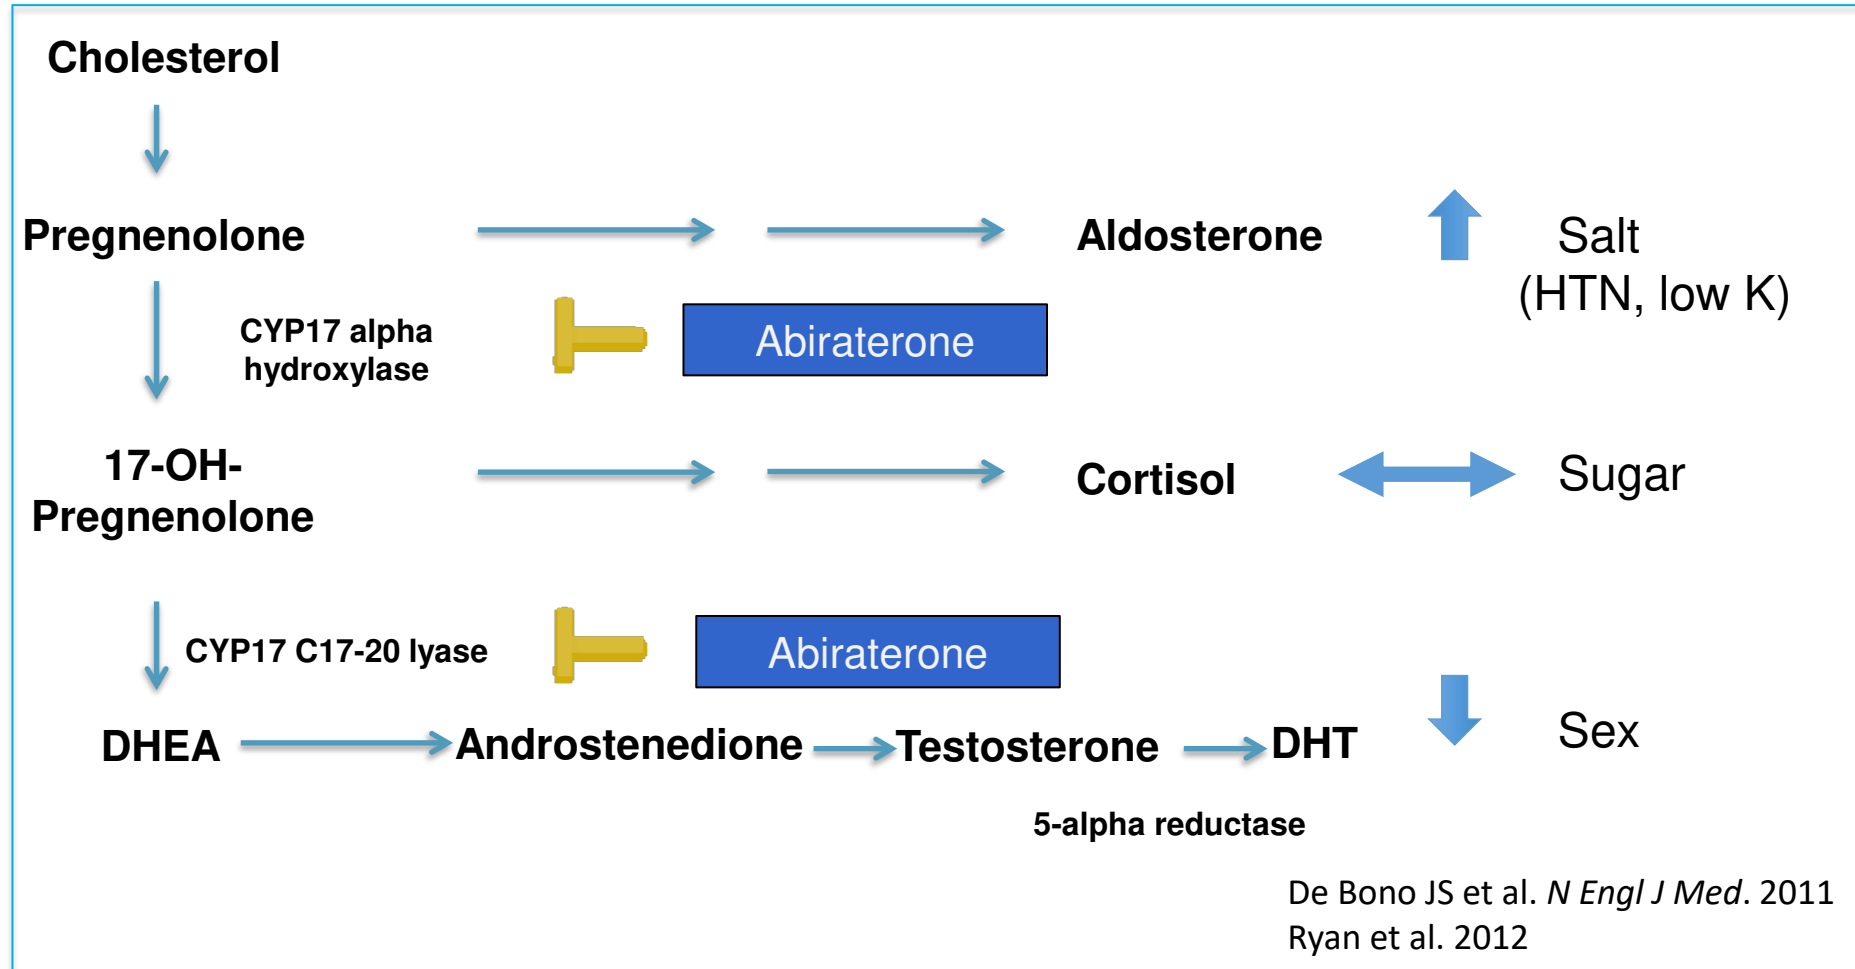 Cholesterol
Pregnenolone
Aldosterone
Salt
(HTN, low K)
CYP17 alpha
hydroxylase
Abiraterone
17-OH-
Pregnenolone
Cortisol
Sugar
CYP17 C17-20 lyase
Abiraterone
DHEA
Androstenedione
Testosterone
DHT
Sex
5-alpha reductase
De Bono JS et al. N Engl J Med. 2011
Ryan et al. 2012